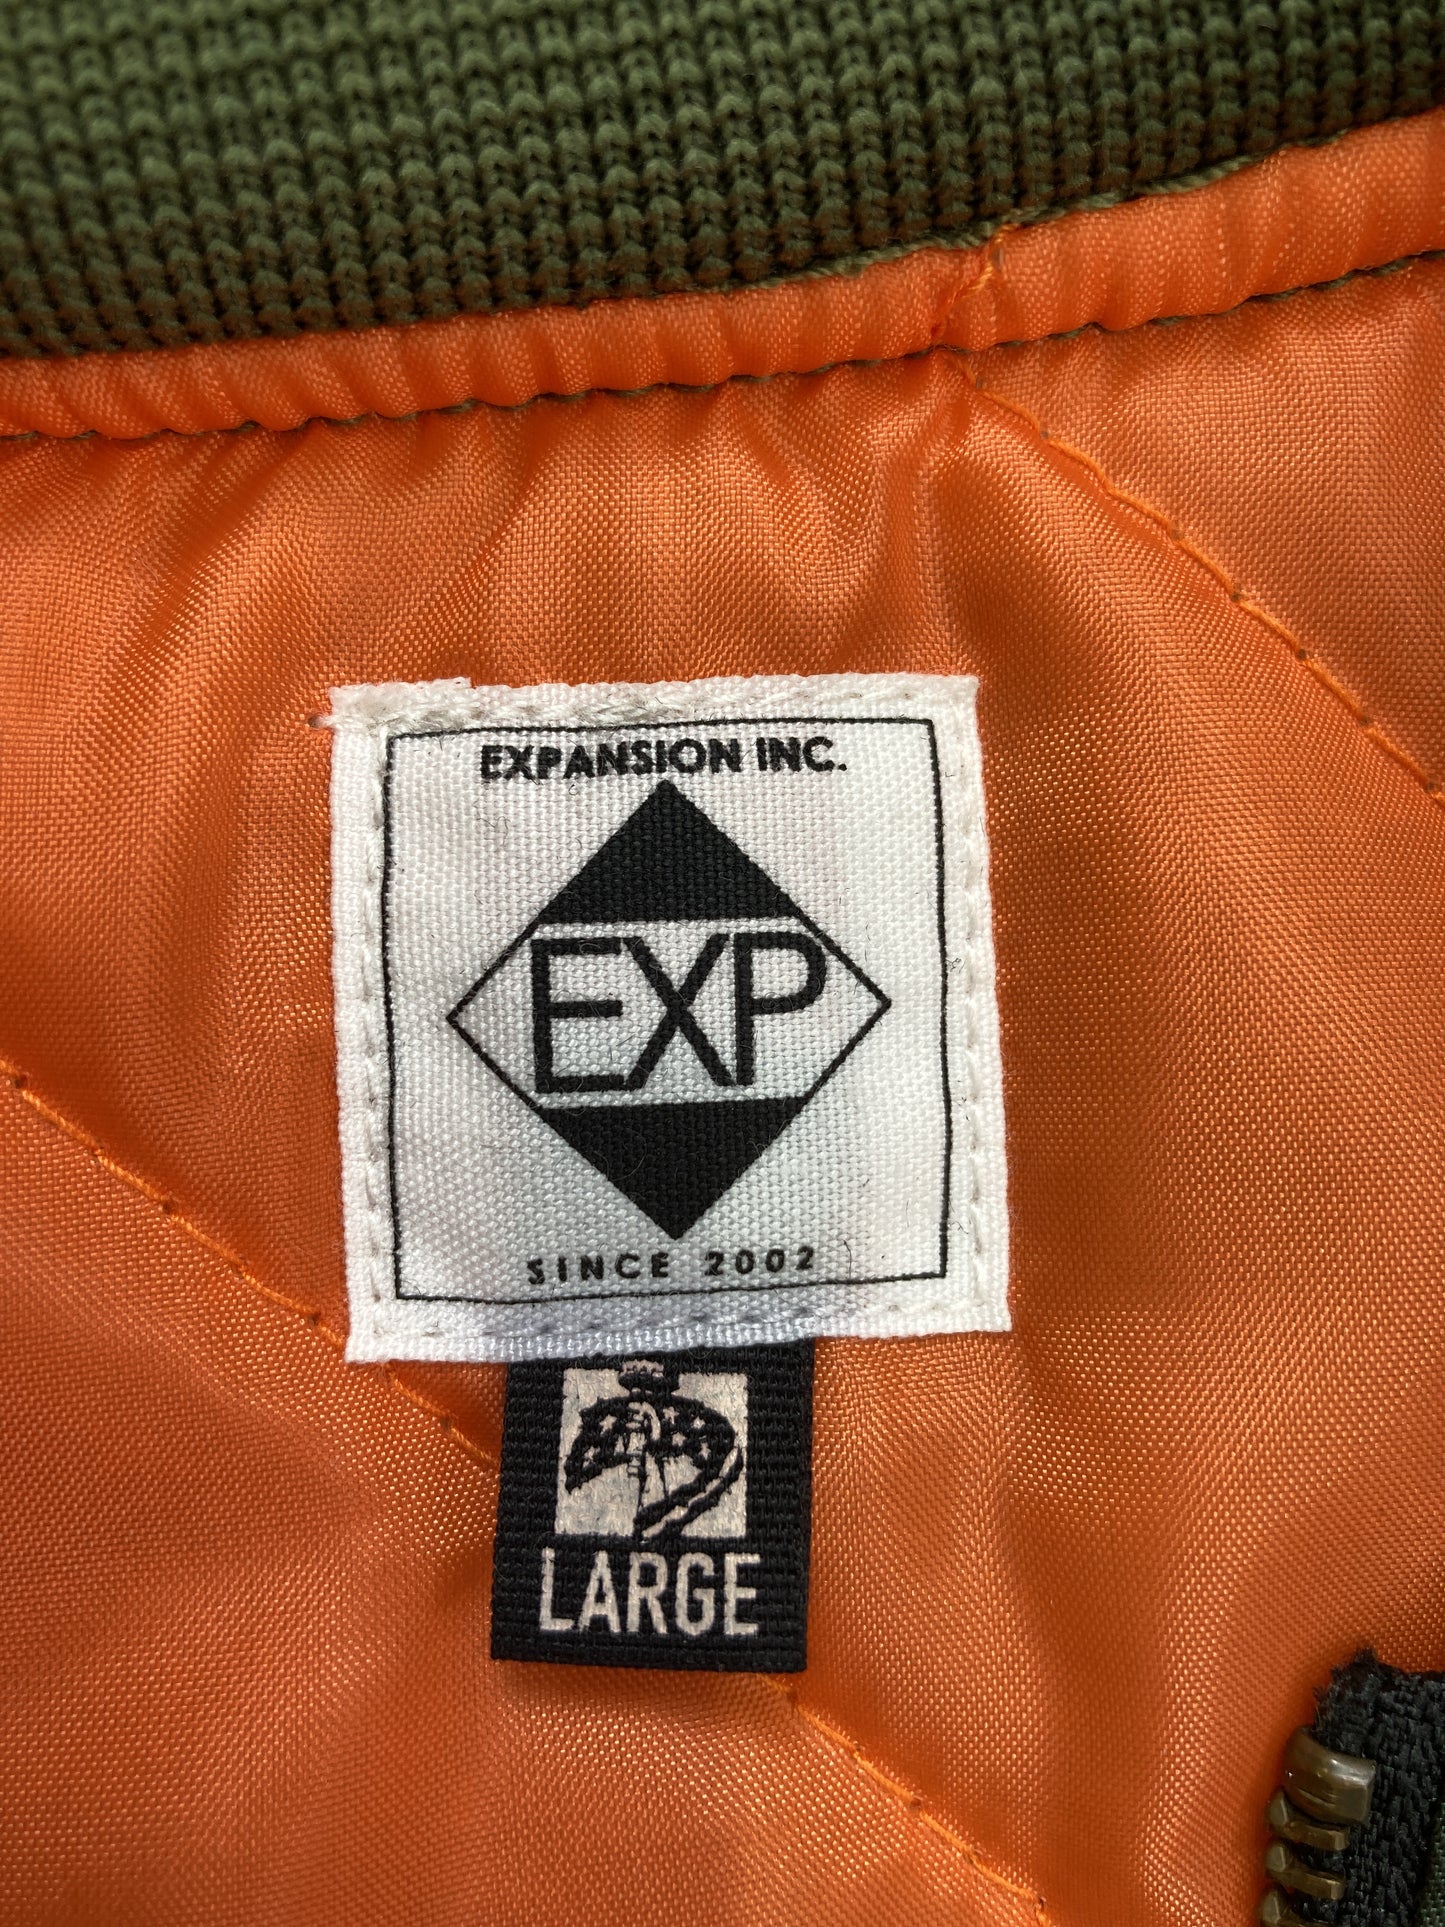 EXPANSION INC.
EXP
SINCE 2002
LARGE